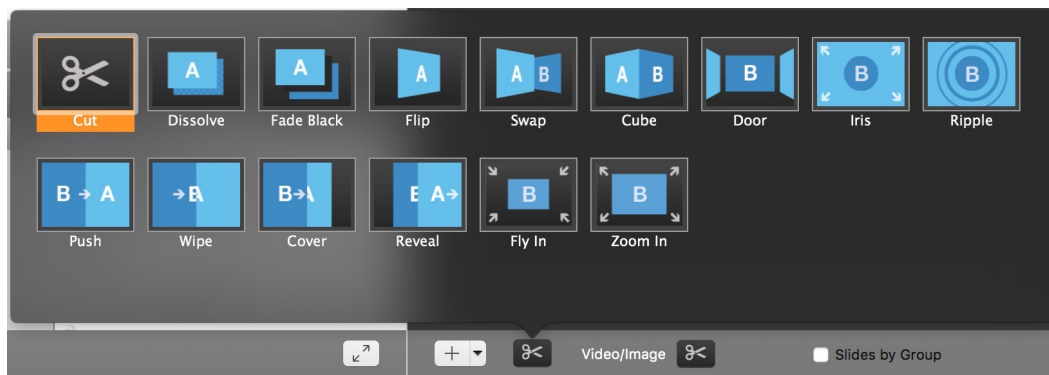 A A A A B A B B B B
Cut Dissolve Fade Black Flip Swap Cube Door Iris Ripple
B → A → B B → A B A → B B
Push Wipe Cover Reveal Fly In Zoom In
+ Video/Image Slides by Group